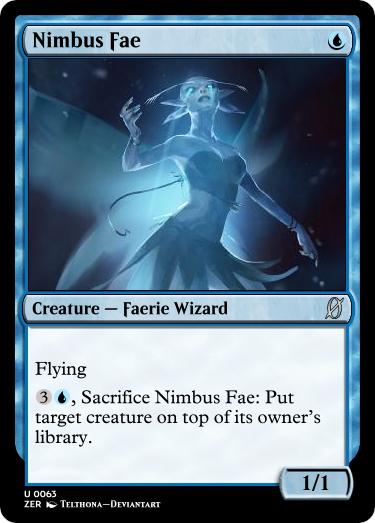 Nimbus Fae
Creature — Faerie Wizard
Flying
3, Sacrifice Nimbus Fae: Put
target creature on top of its owner's
library.
1/1
U 0063
ZER Telthona—Deviantart